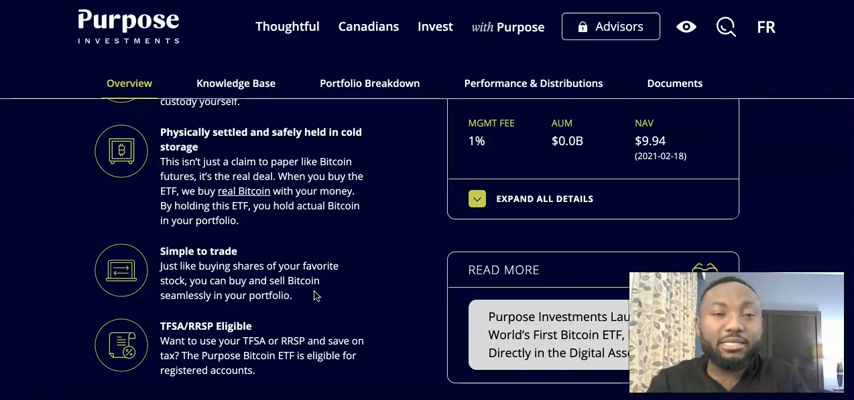 Purpose
INVESTMENTS
Thoughtful
Canadians
Invest
with Purpose
Advisors
FR
Overview
Knowledge Base
Portfolio Breakdown
Performance & Distributions
Documents
custody yourself.
Physically settled and safely held in cold
storage
This isn't just a claim to paper like Bitcoin
futures, it's the real deal. When you buy the
ETF, we buy real Bitcoin with your money.
By holding this ETF, you hold actual Bitcoin
in your portfolio.
Simple to trade
Just like buying shares of your favorite
stock, you can buy and sell Bitcoin
seamlessly in your portfolio.
TFSA/RRSP Eligible
Want to use your TFSA or RRSP and save on
tax? The Purpose Bitcoin ETF is eligible for
registered accounts.
MGMT FEE
AUM
NAV
1%
$0.0B
$9.94
(2021-02-18)
EXPAND ALL DETAILS
READ MORE
Purpose Investments Lau
World's First Bitcoin ETF,
Directly in the Digital Asse